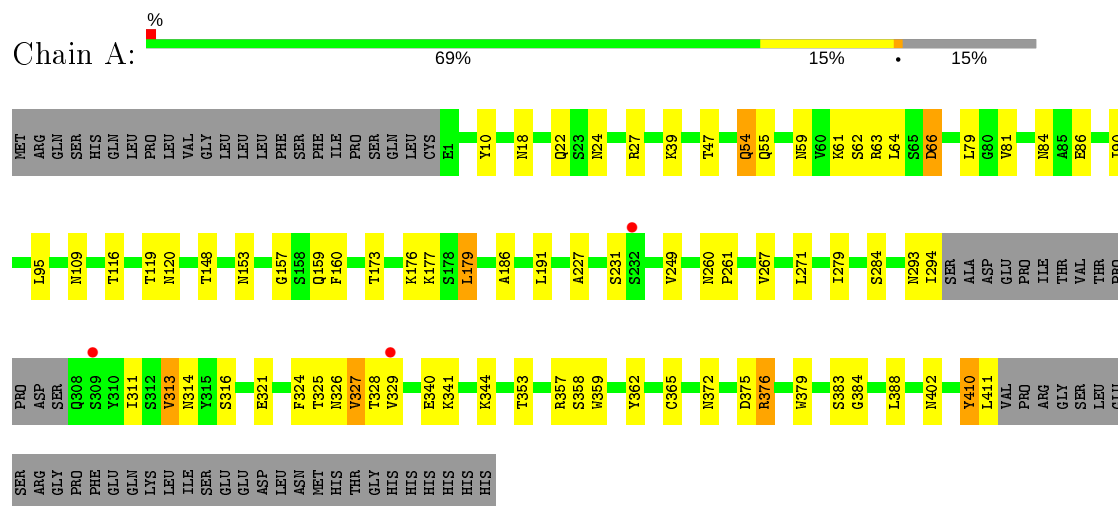 %
Chain A:
69% 15% • 15%
MET ARG GLN SER HIS GLN LEU PRO LEU VAL GLY LEU LEU LEU PHE SER PHE ILE PRO SER GLN LEU CYS E1 Y10 N18 Q22 S23 N24 R27 K39 T47 Q54 Q55 N59 V60 K61 S62 R63 L64 S65 D66 L79 G80 V81 N84 A85 E86
L95 N109 T116 T119 N120 T148 N153 G157 S158 Q159 F160 T173 K176 K177 S178 L179 A186 L191 A227 S231 S232 V249 N260 P261 V267 L271 I279 S284 N293 I294 SER ALA ASP GLU PRO ILE THR VAL THR PRO
PRO ASP SER Q308 S309 Y310 I311 S312 V313 N314 Y315 S316 E321 F324 T325 N326 V327 T328 V329 E340 K341 K344 T353 R357 S358 W359 Y362 C365 N372 D375 R376 W379 S383 G384 L388 N402 Y410 L411 VAL PRO ARG GLY SER LEU GLU
SER ARG GLY PRO PHE GLU GLN LYS LEU ILE SER GLU GLU ASP LEU ASN MET HIS THR GLY HIS HIS HIS HIS HIS HIS